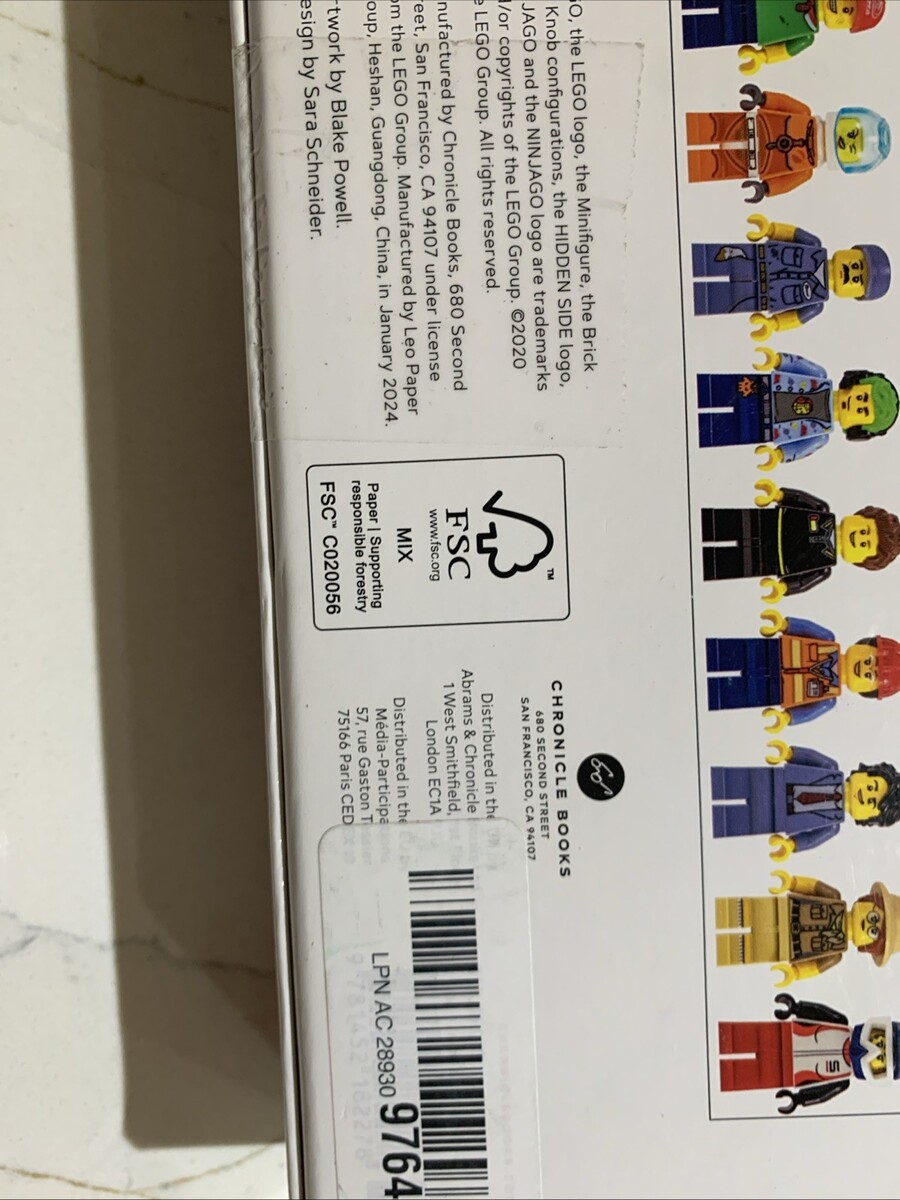 GO, the LEGO logo, the Minifigure, the Brick
Knob configurations, the HIDDEN SIDE logo,
JAGO and the NINJAGO logo are trademarks
/or copyrights of the LEGO Group. ©2020
e LEGO Group. All rights reserved.
nufactured by Chronicle Books, 680 Second
reet, San Francisco, CA 94107 under license
om the LEGO Group. Manufactured by Leo Paper
oup, Heshan, Guangdong, China, in January 2024.
twork by Blake Powell.
esign by Sara Schneider.
TM
FSC
www.fsc.org
MIX
Paper | Supporting
responsible forestry
FSC™ C020056
CHRONICLE BOOKS
680 SECOND STREET
SAN FRANCISCO, CA 94107
Distributed in the
Abrams & Chronicle
1 West Smithfield,
London EC1A
Distributed in the
Média-Participa
57, rue Gaston T
75166 Paris CED
LPN AC 28930 9764